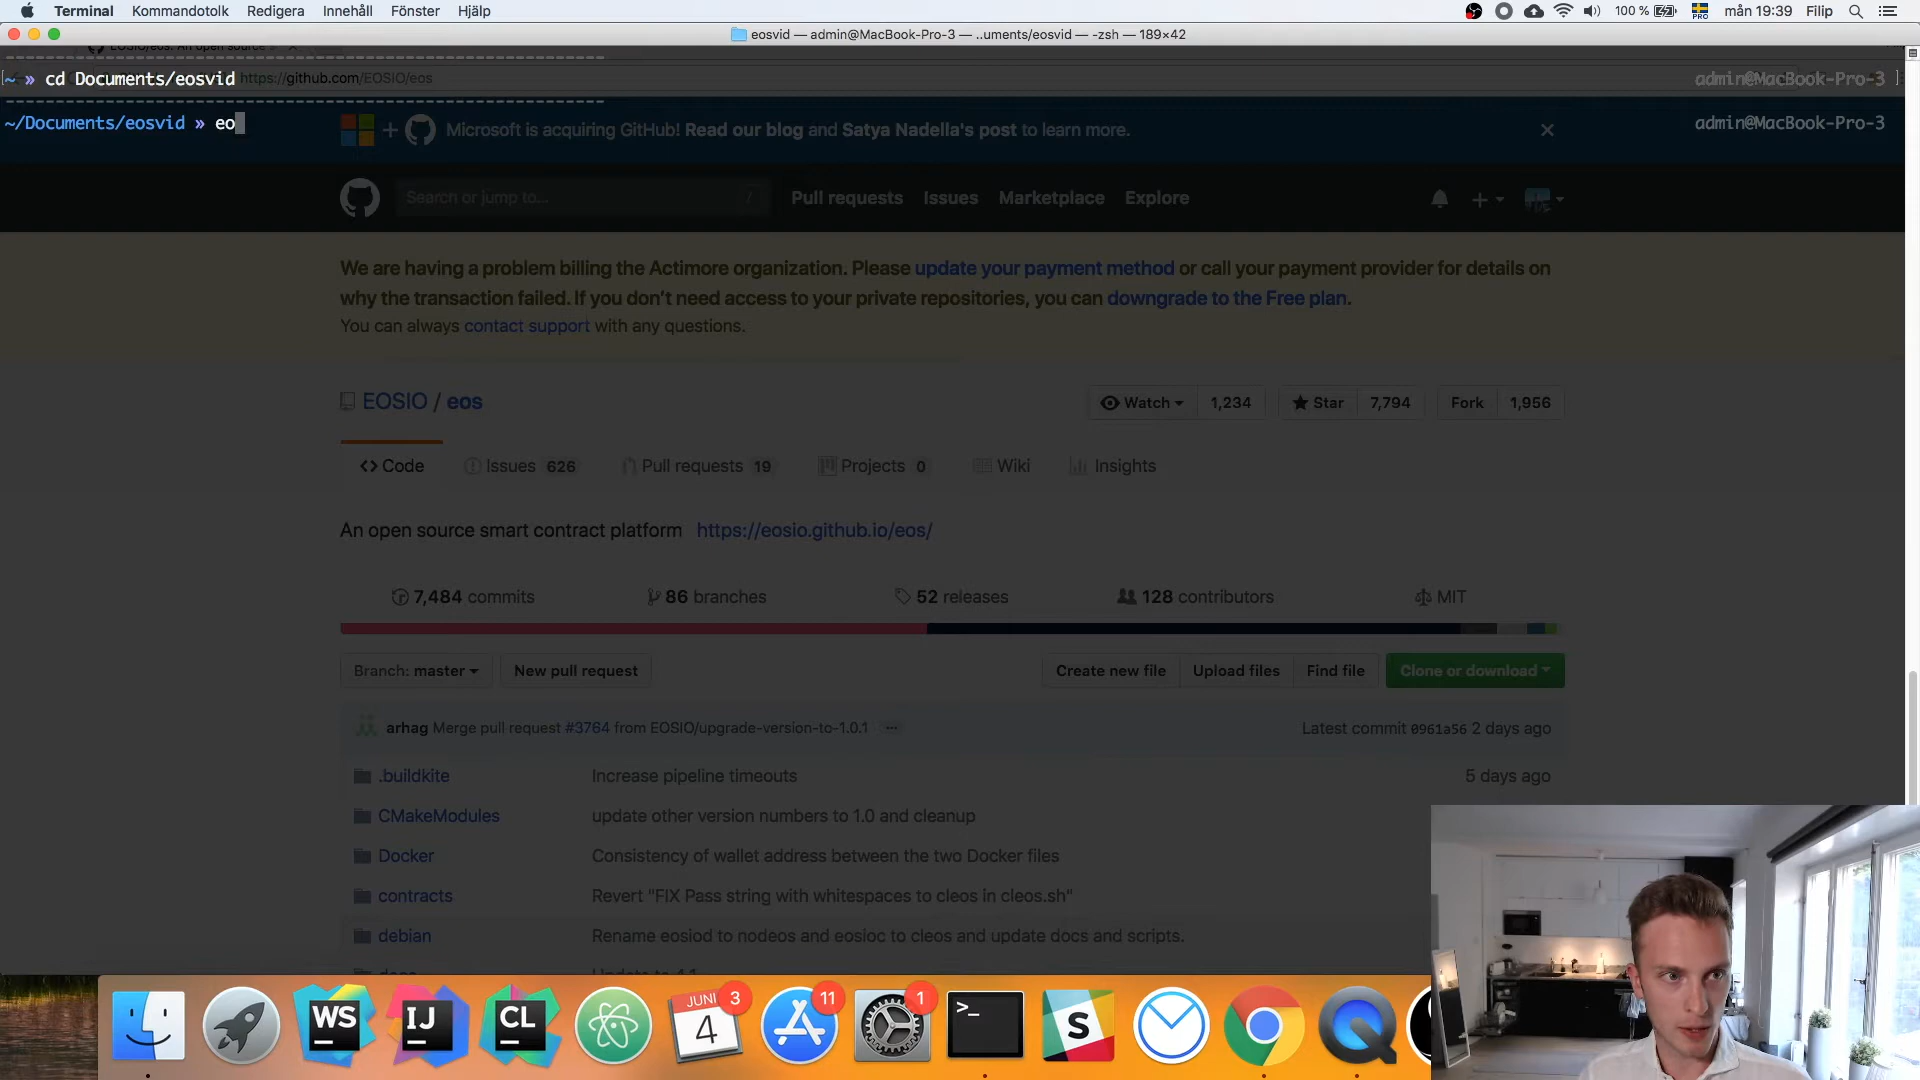 Terminal Kommandotolk Redigera Innehåll Fönster Hjälp 100 % PRO mån 19:39 Filip
eosvid — admin@MacBook-Pro-3 — ..uments/eosvid — -zsh — 189×42
EOSIO/eos: An open source
~ » cd Documents/eosvid https://github.com/EOSIO/eos admin@MacBook-Pro-3
~/Documents/eosvid » eo admin@MacBook-Pro-3
+ Microsoft is acquiring GitHub! Read our blog and Satya Nadella's post to learn more.
Search or jump to... / Pull requests Issues Marketplace Explore
We are having a problem billing the Actimore organization. Please update your payment method or call your payment provider for details on
why the transaction failed. If you don't need access to your private repositories, you can downgrade to the Free plan.
You can always contact support with any questions.
EOSIO / eos Watch 1,234 Star 7,794 Fork 1,956
<> Code Issues 626 Pull requests 19 Projects 0 Wiki Insights
An open source smart contract platform https://eosio.github.io/eos/
7,484 commits 86 branches 52 releases 128 contributors MIT
Branch: master New pull request Create new file Upload files Find file Clone or download
arhag Merge pull request #3764 from EOSIO/upgrade-version-to-1.0.1 ... Latest commit 0961a56 2 days ago
.buildkite Increase pipeline timeouts 5 days ago
CMakeModules update other version numbers to 1.0 and cleanup
Docker Consistency of wallet address between the two Docker files
contracts Revert "FIX Pass string with whitespaces to cleos in cleos.sh"
debian Rename eosiod to nodeos and eosioc to cleos and update docs and scripts.
WS IJ CL JUNI 4 3 11 1 >_ S